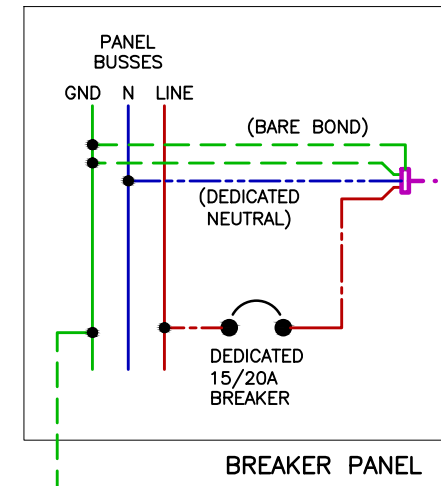 PANEL
BUSSES
GND N LINE
(BARE BOND)
(DEDICATED
NEUTRAL)
DEDICATED
15/20A
BREAKER
BREAKER PANEL